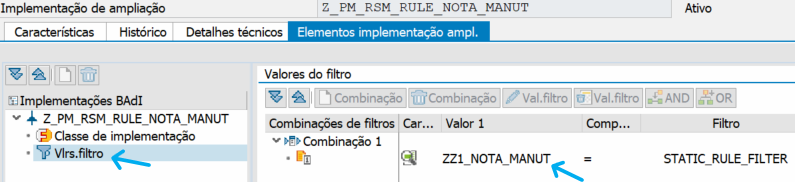 Implementação de ampliação Z_PM_RSM_RULE_NOTA_MANUT Ativo
Características Histórico Detalhes técnicos Elementos implementação ampl.
Valores do filtro
Combinação Combinação Val.filtro Val.filtro AND OR
Implementações BAdI
Z_PM_RSM_RULE_NOTA_MANUT
Classe de implementação
Vlrs.filtro
Combinações de filtros Car... Valor 1 Comp... Filtro
Combinação 1
ZZ1_NOTA_MANUT = STATIC_RULE_FILTER